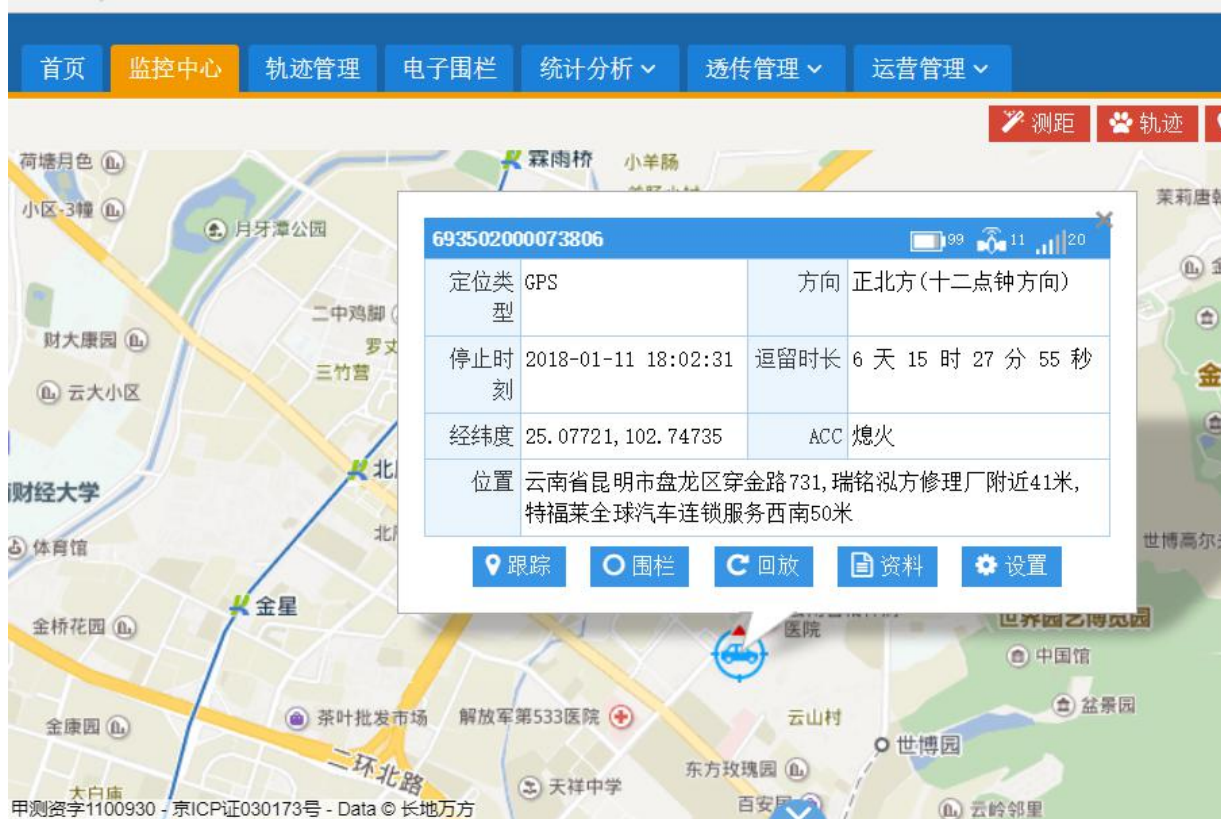 首页 监控中心 轨迹管理 电子围栏 统计分析 透传管理 运营管理
测距 轨迹
荷塘月色
霖雨桥 小羊肠
小区-3幢
月牙潭公园
693502000073806 99 11 20
定位类型 GPS 方向 正北方(十二点钟方向)
停止时刻 2018-01-11 18:02:31 逗留时长 6 天 15 时 27 分 55 秒
经纬度 25.07721,102.74735 ACC 熄火
位置 云南省昆明市盘龙区穿金路731,瑞铭泓方修理厂附近41米,
特福莱全球汽车连锁服务西南50米
跟踪 围栏 回放 资料 设置
二中鸡脚
财大康园
三竹营
云大小区
财经大学
体育馆
世博高尔
金星
金桥花园
医院
世界园艺博览园
中国馆
盆景园
茶叶批发市场 解放军第533医院
金康园
云山村
世博园
二环北路
东方玫瑰园
天祥中学
大白庙
云岭邻里
甲测资字1100930 - 京ICP证030173号 - Data © 长地万方